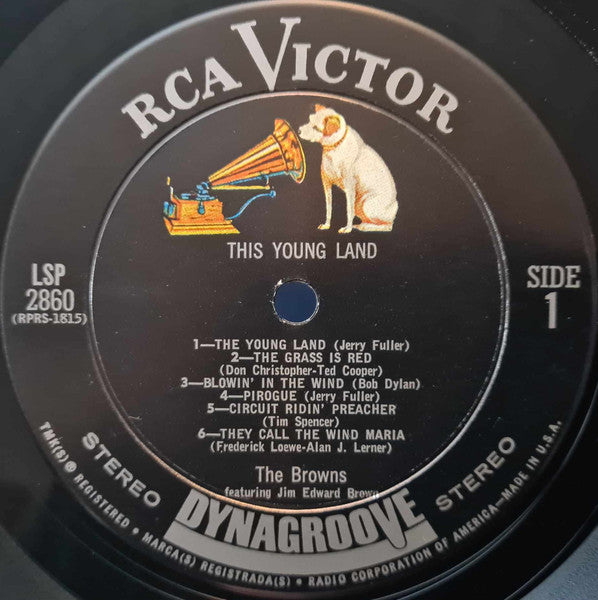 RCA VICTOR
THIS YOUNG LAND
LSP
2860
(RPRS-1815)
SIDE
1
1—THE YOUNG LAND (Jerry Fuller)
2—THE GRASS IS RED
(Don Christopher-Ted Cooper)
3—BLOWIN' IN THE WIND (Bob Dylan)
4—PIROGUE (Jerry Fuller)
5—CIRCUIT RIDIN' PREACHER
(Tim Spencer)
6—THEY CALL THE WIND MARIA
(Frederick Loewe-Alan J. Lerner)
The Browns
featuring Jim Edward Brown
STEREO
DYNAGROOVE
STEREO
TMK(S) ® REGISTERED • MARCA(S) REGISTRADA(S) • RADIO CORPORATION OF AMERICA—MADE IN U.S.A.